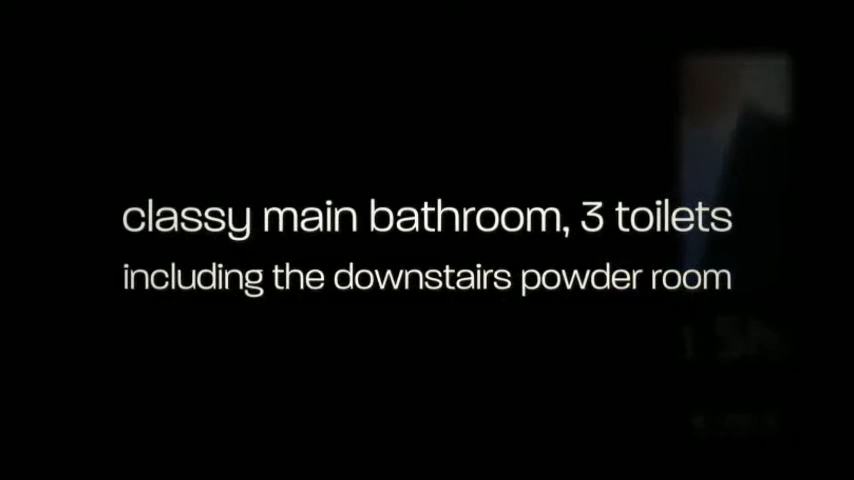 classy main bathroom, 3 toilets
including the downstairs powder room